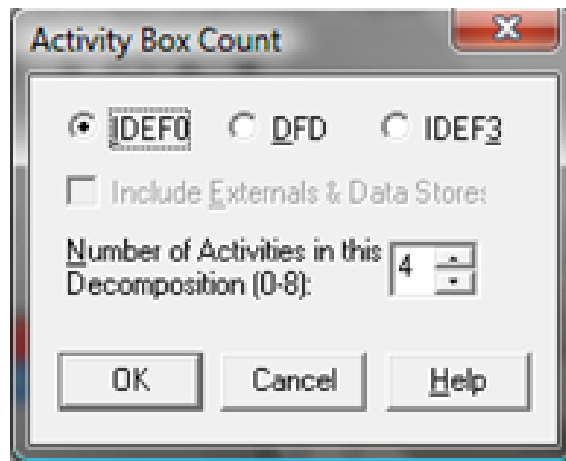 Activity Box Count
IDEF0 DFD IDEF3
Include Externals & Data Stores
Number of Activities in this 4
Decomposition (0-8):
OK Cancel Help